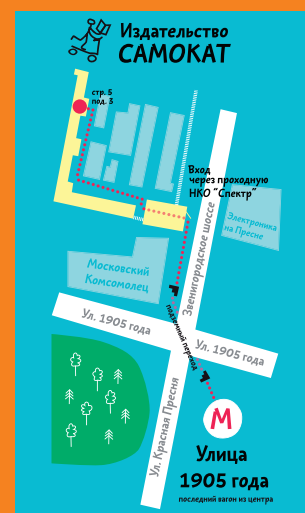 Издательство
САМОКАТ
стр. 5
под. 3
Вход
через проходную
НКО "Спектр"
Электроника
на Пресне
Звенигородское шоссе
Московский
Комсомолец
подземный переход
Ул. 1905 года
Ул. 1905 года
Ул. Красная Пресня
М
Улица
1905 года
последний вагон из центра